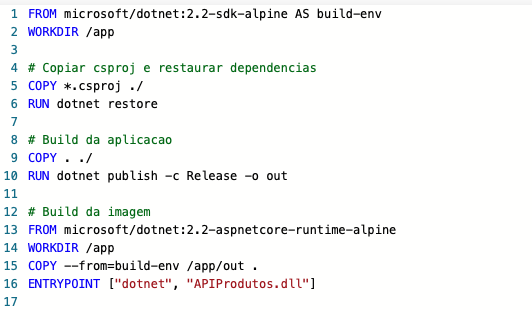 1 FROM microsoft/dotnet:2.2-sdk-alpine AS build-env
2 WORKDIR /app
3
4 # Copiar csproj e restaurar dependencias
5 COPY *.csproj ./
6 RUN dotnet restore
7
8 # Build da aplicacao
9 COPY . ./
10 RUN dotnet publish -c Release -o out
11
12 # Build da imagem
13 FROM microsoft/dotnet:2.2-aspnetcore-runtime-alpine
14 WORKDIR /app
15 COPY --from=build-env /app/out .
16 ENTRYPOINT ["dotnet", "APIProdutos.dll"]
17